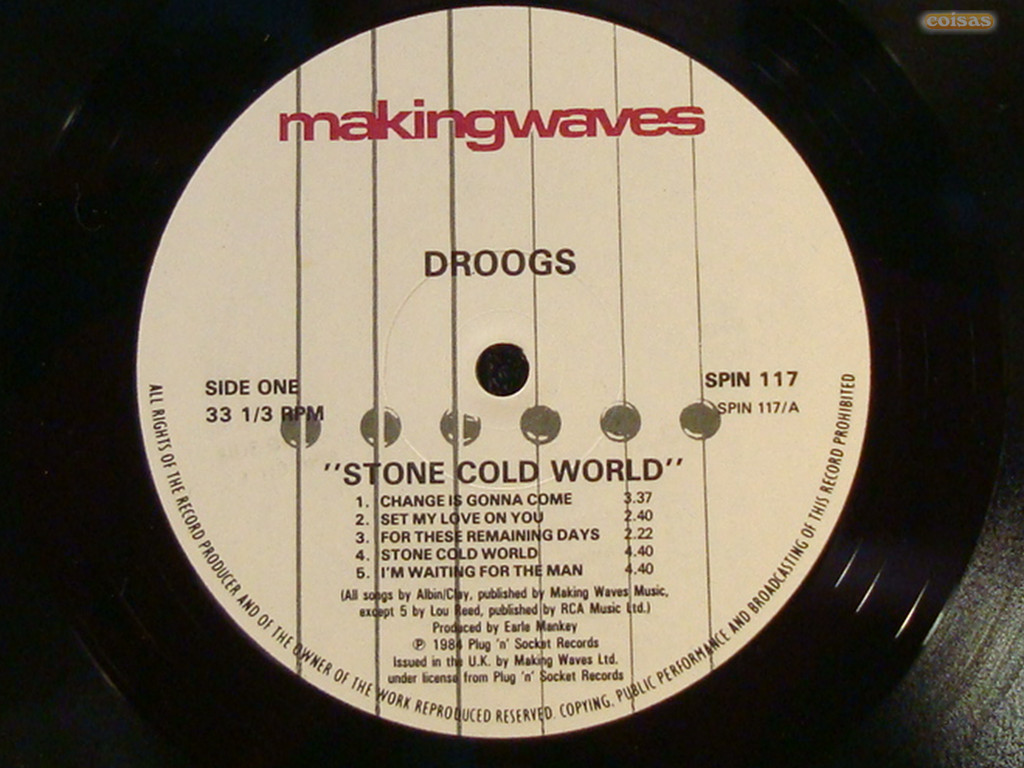 coisas
makingwaves
DROOGS
SIDE ONE
33 1/3 RPM
SPIN 117
SPIN 117/A
"STONE COLD WORLD"
1. CHANGE IS GONNA COME 3.37
2. SET MY LOVE ON YOU 2.40
3. FOR THESE REMAINING DAYS 2.22
4. STONE COLD WORLD 4.40
5. I'M WAITING FOR THE MAN 4.40
(All songs by Albin/Clay, published by Making Waves Music,
except 5 by Lou Reed, published by RCA Music Ltd.)
Produced by Earle Mankey
℗ 1984 Plug 'n' Socket Records
Issued in the U.K. by Making Waves Ltd.
under license from Plug 'n' Socket Records
ALL RIGHTS OF THE RECORD PRODUCER AND OF THE OWNER OF THE WORK REPRODUCED RESERVED. COPYING, PUBLIC PERFORMANCE AND BROADCASTING OF THIS RECORD PROHIBITED